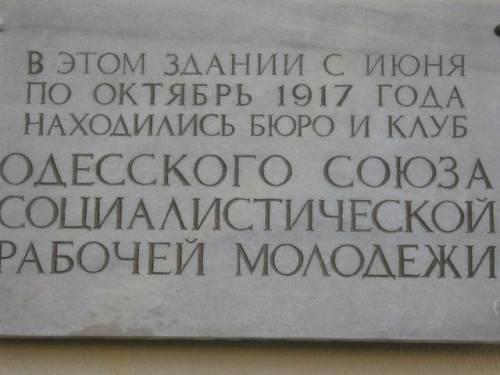 В ЭТОМ ЗДАНИИ С ИЮНЯ
ПО ОКТЯБРЬ 1917 ГОДА
НАХОДИЛИСЬ БЮРО И КЛУБ
ОДЕССКОГО СОЮЗА
СОЦИАЛИСТИЧЕСКОЙ
РАБОЧЕЙ МОЛОДЕЖИ